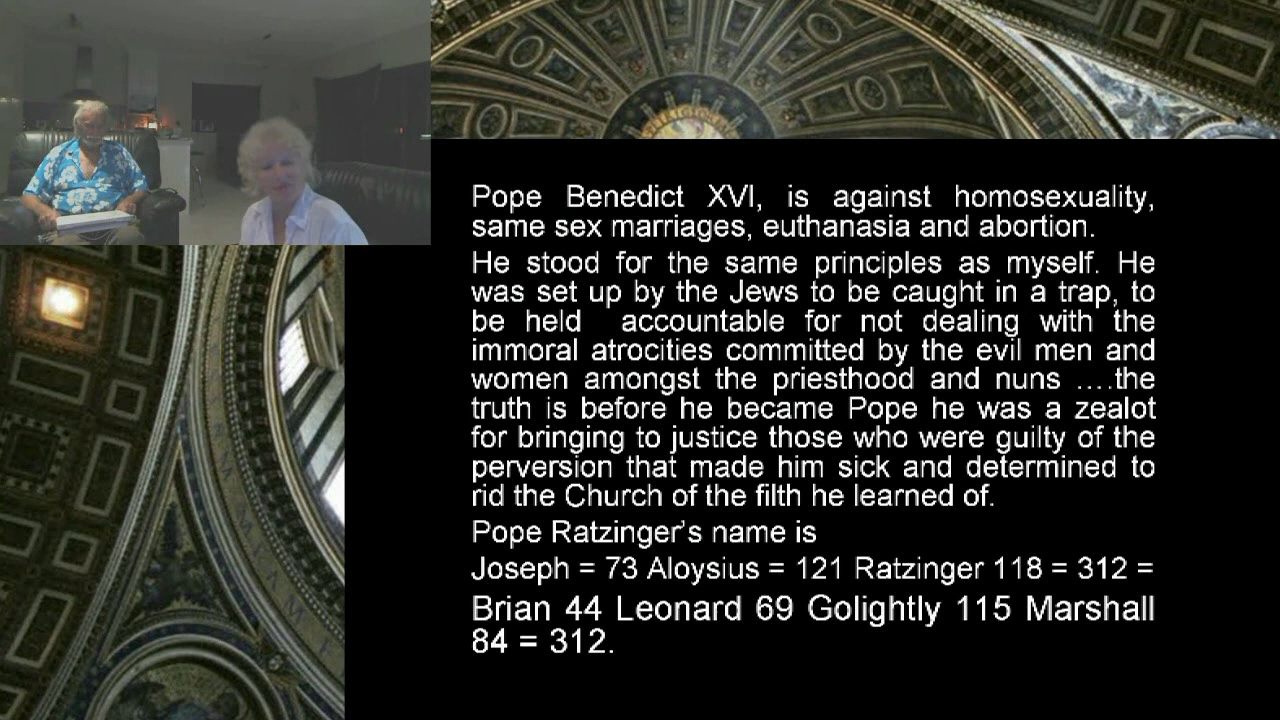 Pope Benedict XVI, is against homosexuality,
same sex marriages, euthanasia and abortion.
He stood for the same principles as myself. He
was set up by the Jews to be caught in a trap, to
be held accountable for not dealing with the
immoral atrocities committed by the evil men and
women amongst the priesthood and nuns ....the
truth is before he became Pope he was a zealot
for bringing to justice those who were guilty of the
perversion that made him sick and determined to
rid the Church of the filth he learned of.
Pope Ratzinger's name is
Joseph = 73 Aloysius = 121 Ratzinger 118 = 312 =
Brian 44 Leonard 69 Golightly 115 Marshall
84 = 312.